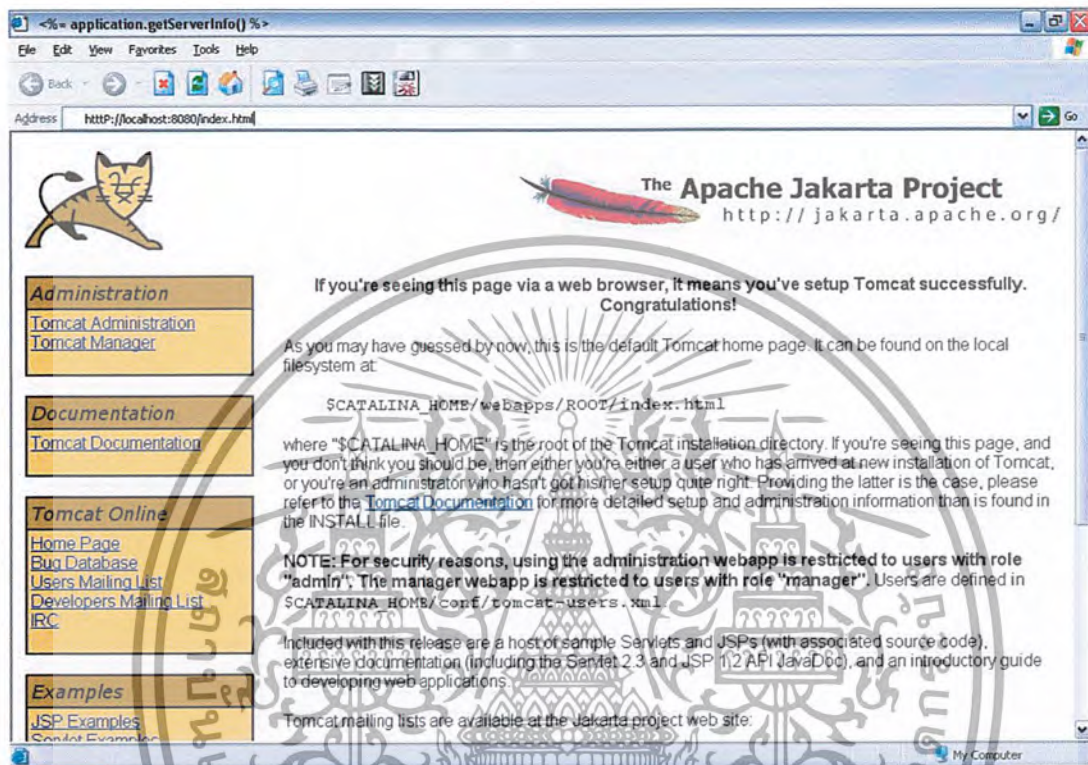 <%= application.getServerInfo() %>
File Edit View Favorites Tools Help
Back
Address htttP://localhost:8080/index.html Go
The Apache Jakarta Project
http://jakarta.apache.org/
Administration
Tomcat Administration
Tomcat Manager
Documentation
Tomcat Documentation
Tomcat Online
Home Page
Bug Database
Users Mailing List
Developers Mailing List
IRC
Examples
JSP Examples
Servlet Examples
If you're seeing this page via a web browser, it means you've setup Tomcat successfully.
Congratulations!
As you may have guessed by now, this is the default Tomcat home page. It can be found on the local
filesystem at:
$CATALINA_HOME/webapps/ROOT/index.html
where "$CATALINA_HOME" is the root of the Tomcat installation directory. If you're seeing this page, and
you don't think you should be, then either you're either a user who has arrived at new installation of Tomcat,
or you're an administrator who hasn't got his/her setup quite right. Providing the latter is the case, please
refer to the Tomcat Documentation for more detailed setup and administration information than is found in
the INSTALL file.
NOTE: For security reasons, using the administration webapp is restricted to users with role
"admin". The manager webapp is restricted to users with role "manager". Users are defined in
$CATALINA_HOME/conf/tomcat-users.xml.
Included with this release are a host of sample Servlets and JSPs (with associated source code),
extensive documentation (including the Servlet 2.3 and JSP 1.2 API JavaDoc), and an introductory guide
to developing web applications.
Tomcat mailing lists are available at the Jakarta project web site:
My Computer